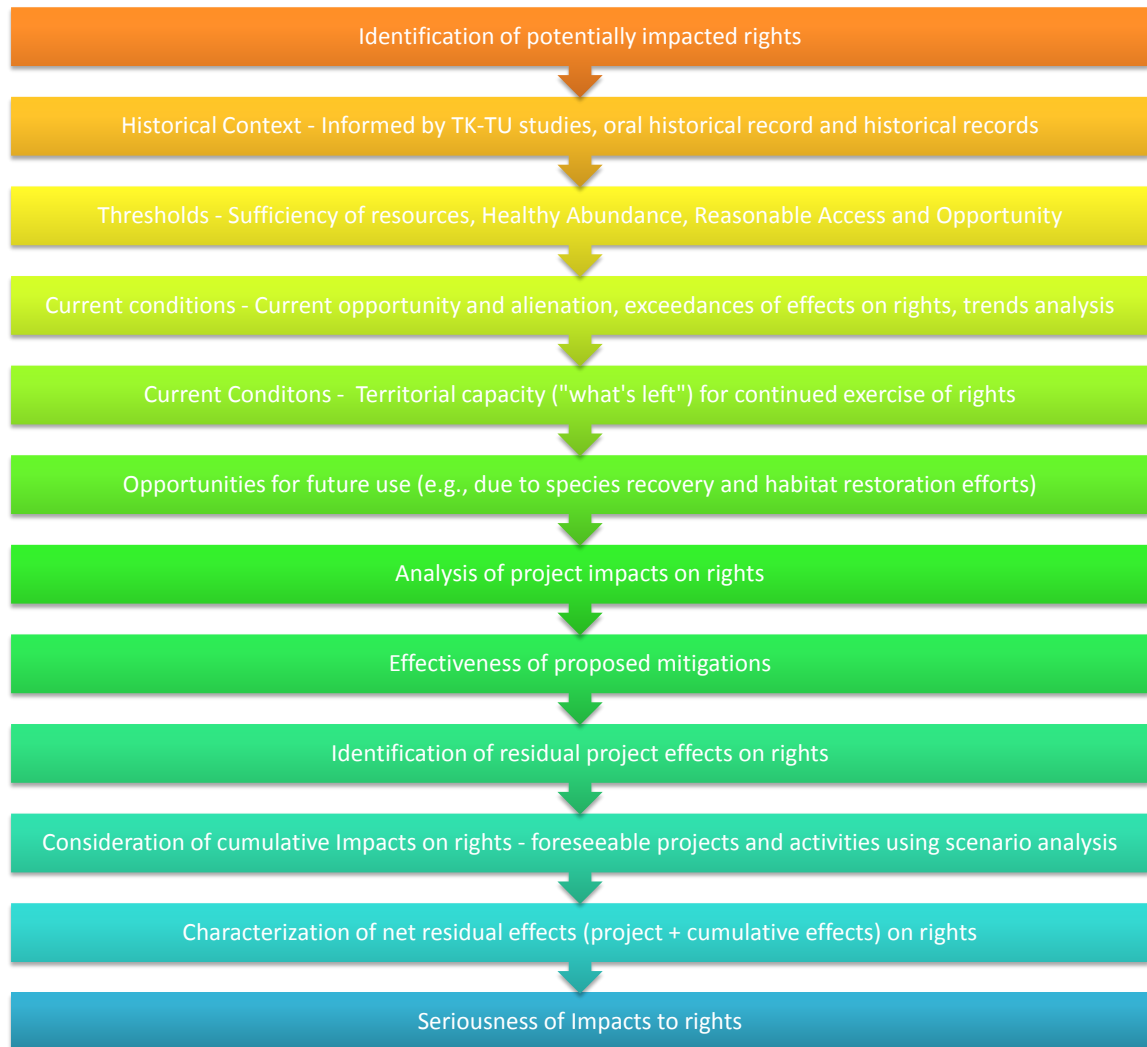 Identification of potentially impacted rights
Historical Context - Informed by TK-TU studies, oral historical record and historical records
Thresholds - Sufficiency of resources, Healthy Abundance, Reasonable Access and Opportunity
Current conditions - Current opportunity and alienation, exceedances of effects on rights, trends analysis
Current Conditons -  Territorial capacity ("what's left") for continued exercise of rights
Opportunities for future use (e.g., due to species recovery and habitat restoration efforts)
Analysis of project impacts on rights
Effectiveness of proposed mitigations
Identification of residual project effects on rights
Consideration of cumulative Impacts on rights - foreseeable projects and activities using scenario analysis
Characterization of net residual effects (project + cumulative effects) on rights
Seriousness of Impacts to rights